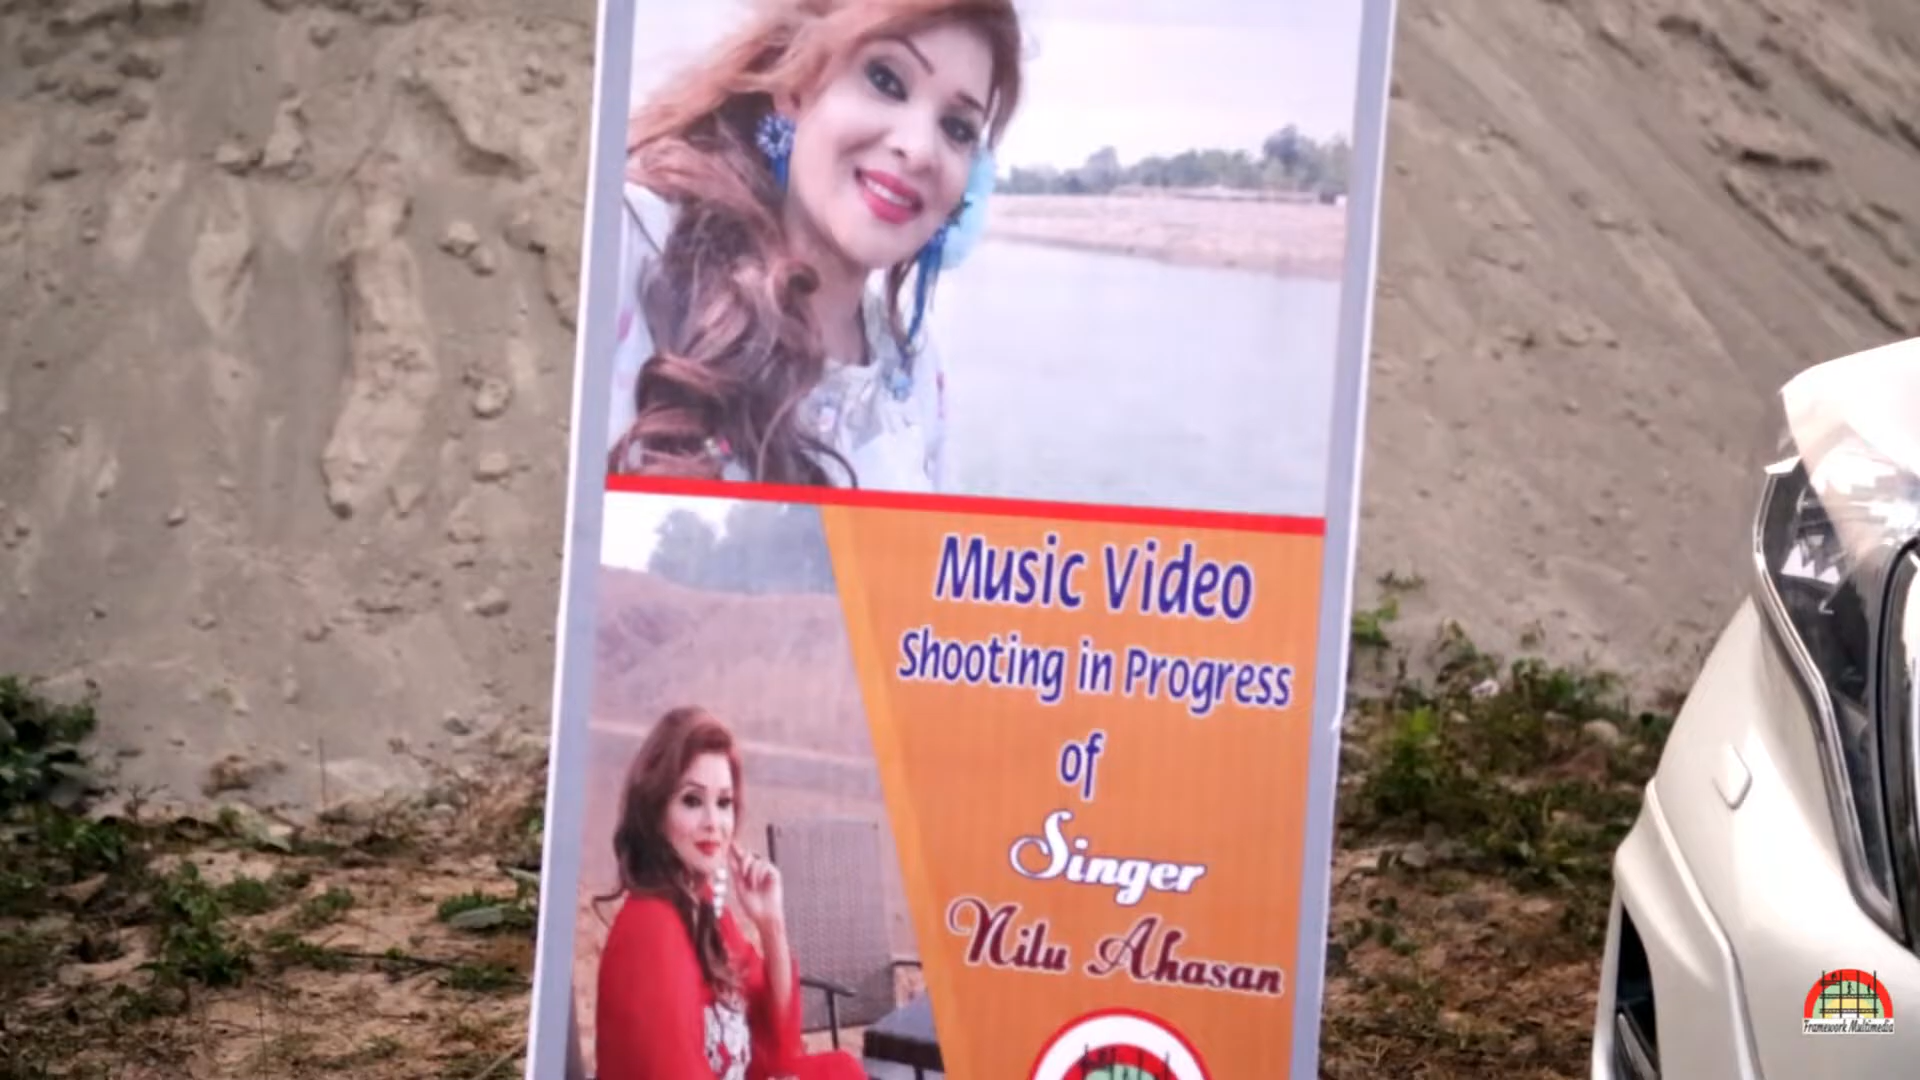 Music Video
Shooting in Progress
of
Singer
Nilu Ahasan
Framework Multimedia